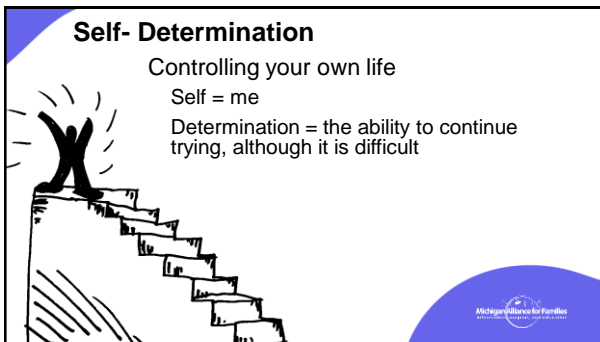 Self- Determination
Controlling your own life
Self = me
Determination = the ability to continue
trying, although it is difficult
Michigan Alliance for Families